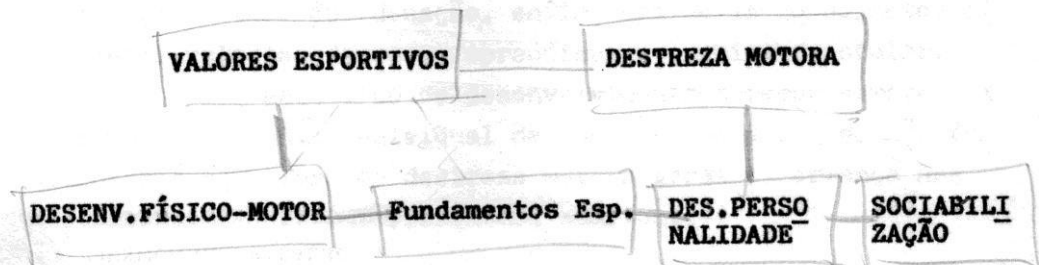 VALORES ESPORTIVOS
DESTREZA MOTORA
DESENV.FÍSICO-MOTOR
Fundamentos Esp.
DES.PERSO
NALIDADE
SOCIABILI
ZAÇÃO